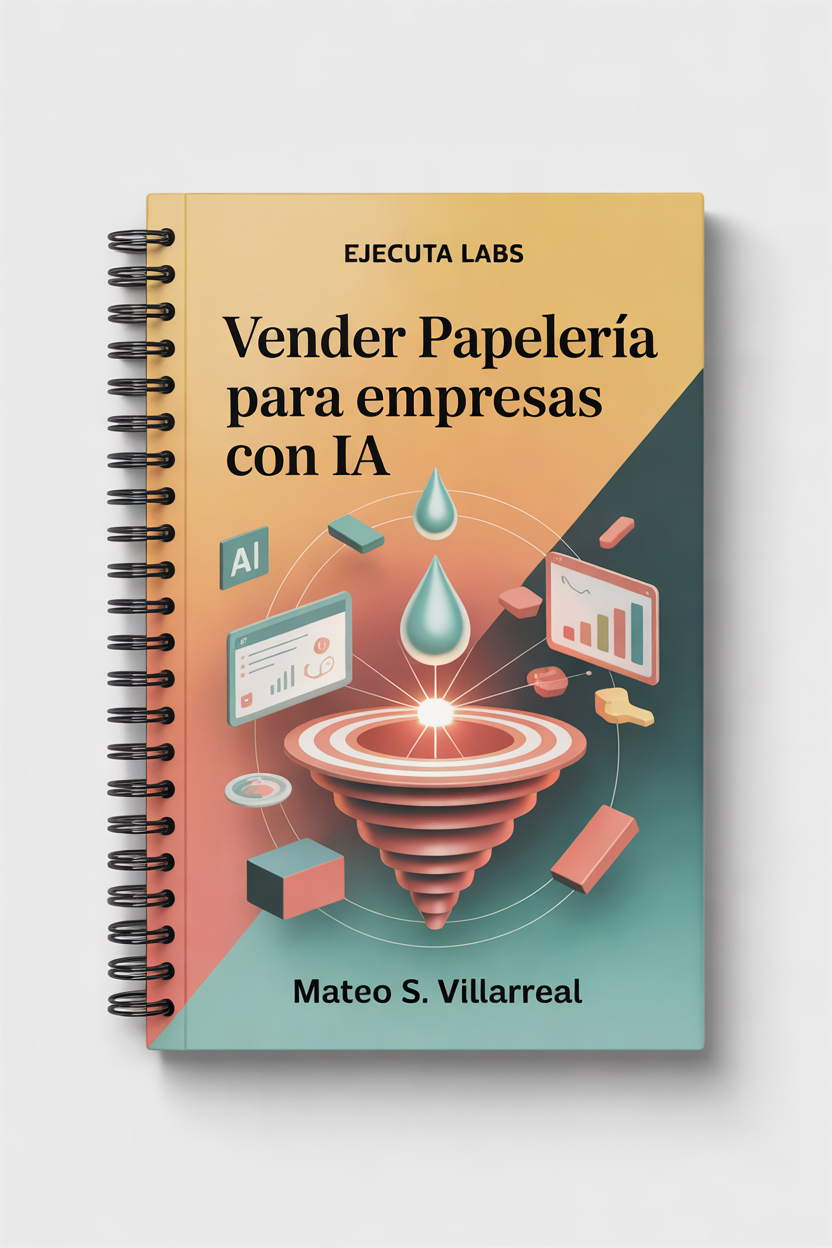 EJECUTA LABS
Vender Papelería
para empresas
con IA
AI
Mateo S. Villarreal